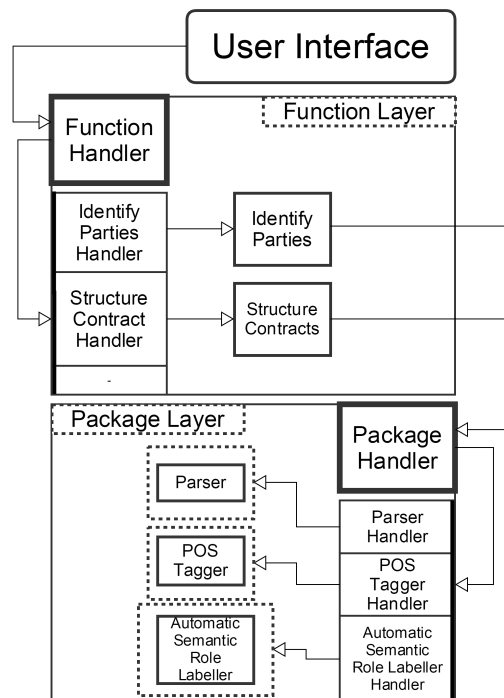 User Interface
Function Layer
Function
Handler
Identify
Parties
Handler
Identify
Parties
Structure
Contract
Handler
Structure
Contracts
-
Package Layer
Package
Handler
Parser
Parser
Handler
POS
Tagger
POS
Tagger
Handler
Automatic
Semantic
Role
Labeller
Automatic
Semantic
Role Labeller
Handler